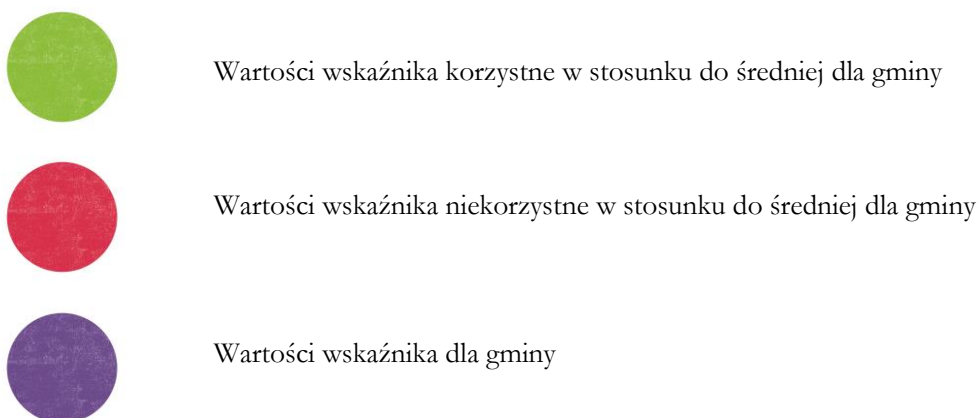 Wartości wskaźnika korzystne w stosunku do średniej dla gminy
Wartości wskaźnika niekorzystne w stosunku do średniej dla gminy
Wartości wskaźnika dla gminy